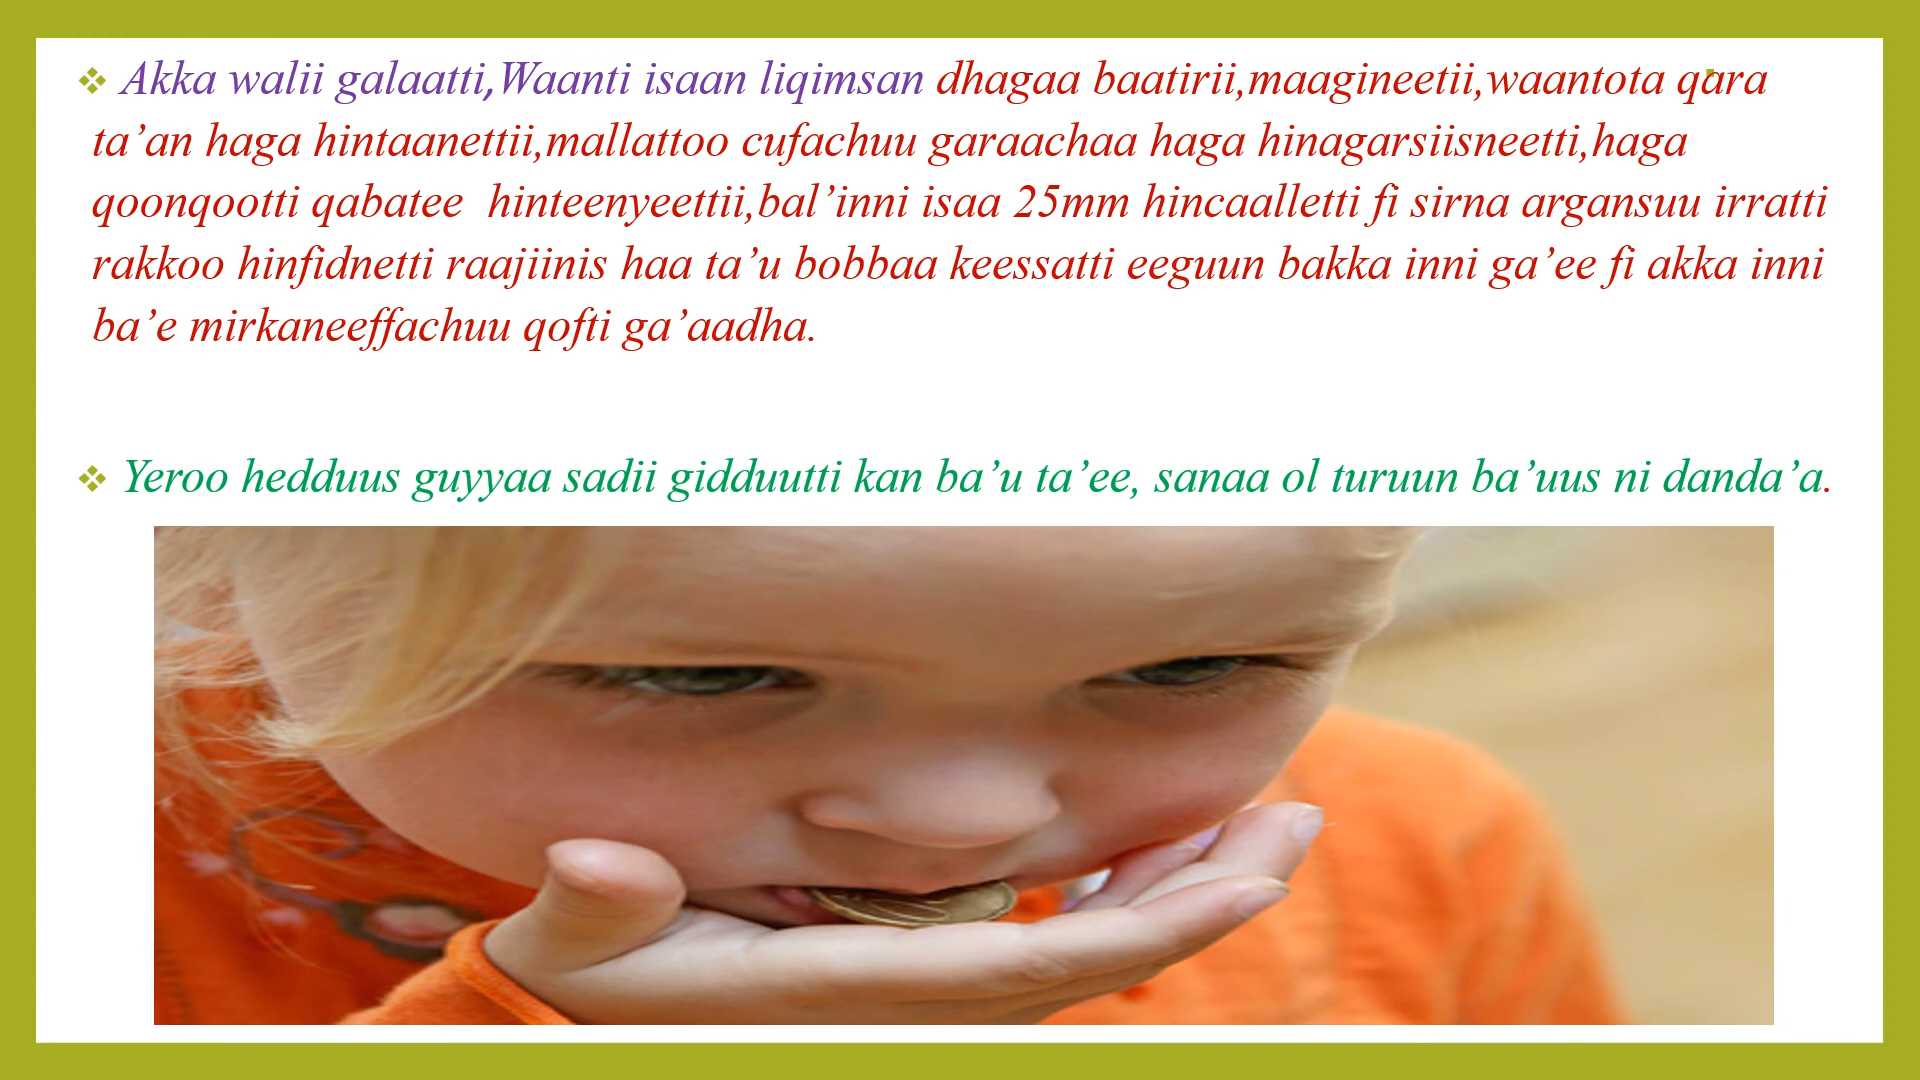 Akka walii galaatti,Waanti isaan liqimsan dhagaa baatirii,maagineetii,waantota qara
ta’an haga hintaanettii,mallattoo cufachuu garaachaa haga hinagarsiisneetti,haga
qoonqootti qabatee hinteenyeettii,bal’inni isaa 25mm hincaalletti fi sirna argansuu irratti
rakkoo hinfidnetti raajiinis haa ta’u bobbaa keessatti eeguun bakka inni ga’ee fi akka inni
ba’e mirkaneeffachuu qofti ga’aadha.
Yeroo hedduus guyyaa sadii gidduutti kan ba’u ta’ee, sanaa ol turuun ba’uus ni danda’a.